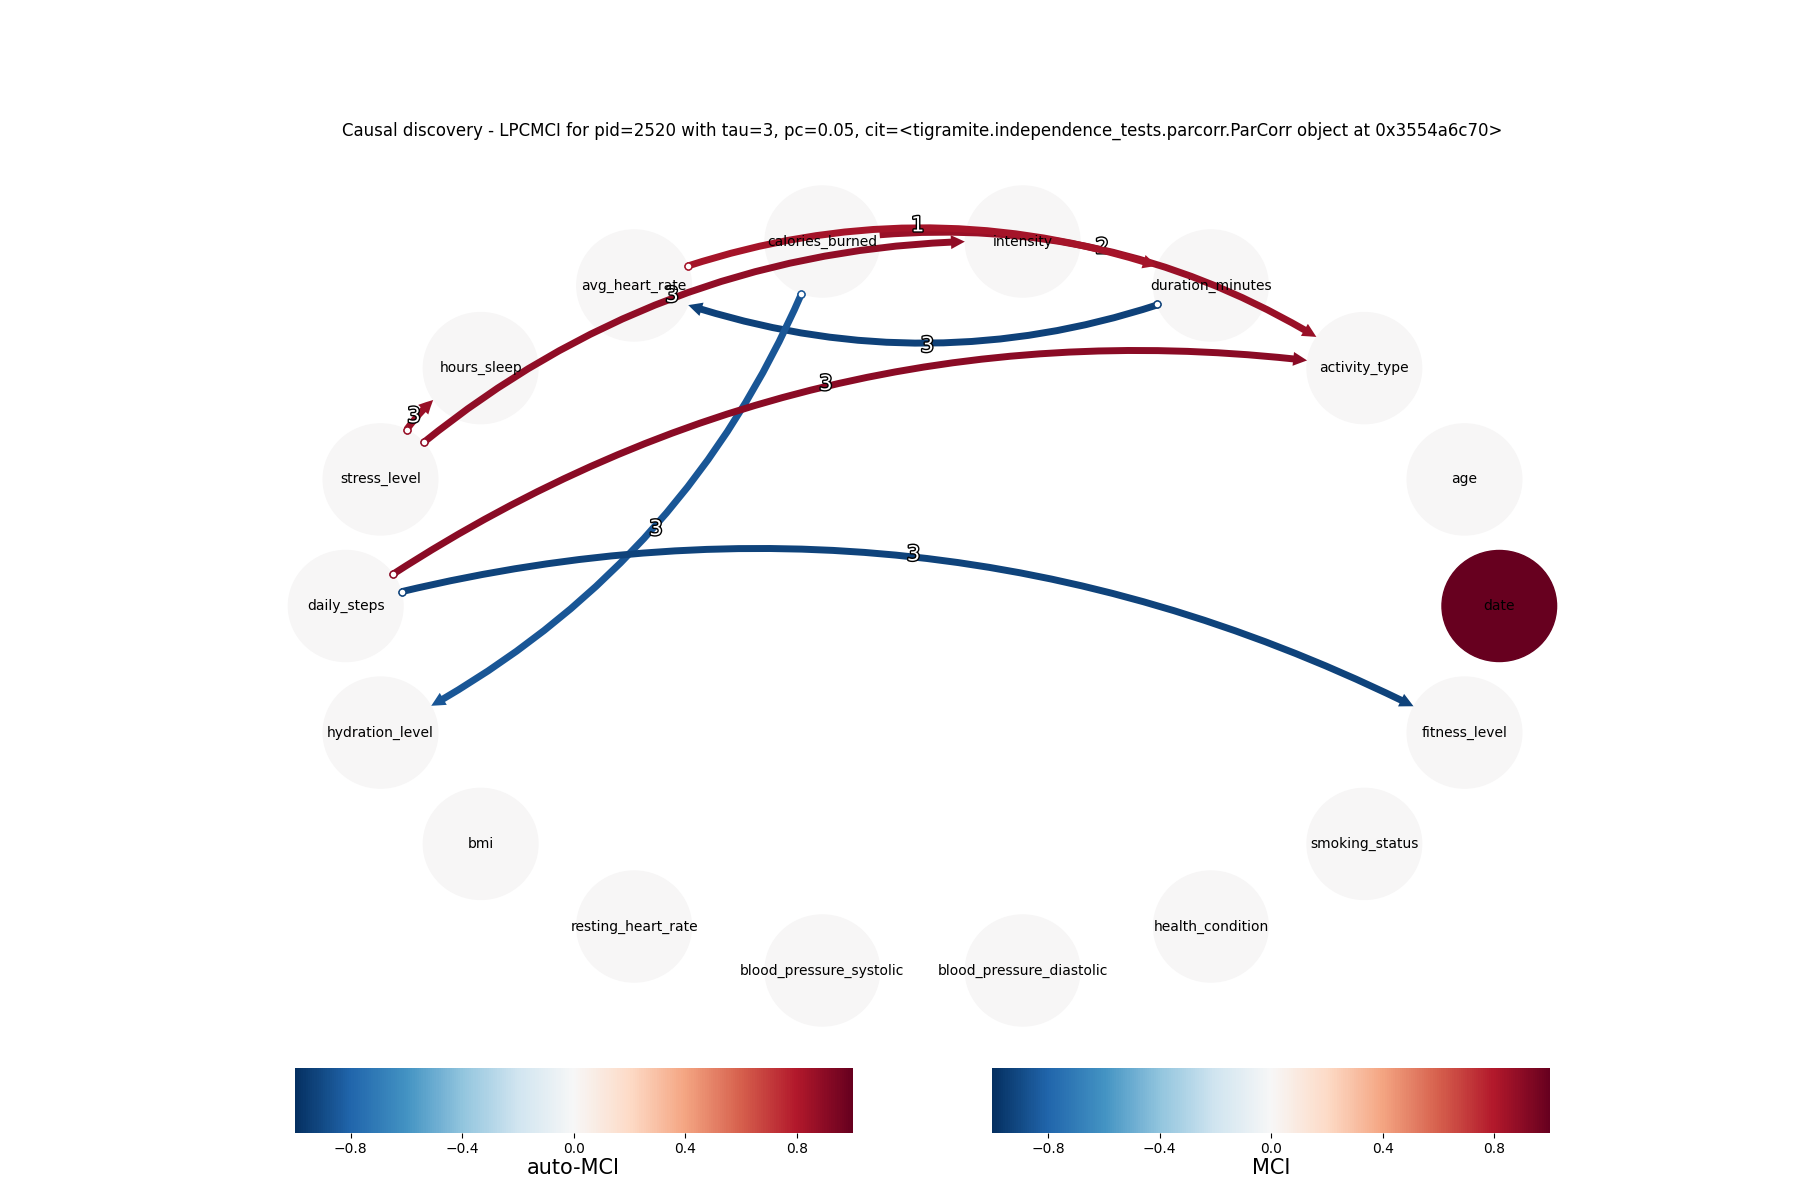 Causal discovery - LPCMCI for pid=2520 with tau=3, pc=0.05, cit=<tigramite.independence_tests.parcorr.ParCorr object at 0x3554a6c70>
1
calories_burned
intensity
2
avg_heart_rate
3
duration_minutes
3
hours_sleep
3
activity_type
3
stress_level
age
3
3
daily_steps
date
hydration_level
fitness_level
bmi
smoking_status
resting_heart_rate
health_condition
blood_pressure_systolic
blood_pressure_diastolic
−0.8 −0.4 0.0 0.4 0.8
auto-MCI
−0.8 −0.4 0.0 0.4 0.8
MCI